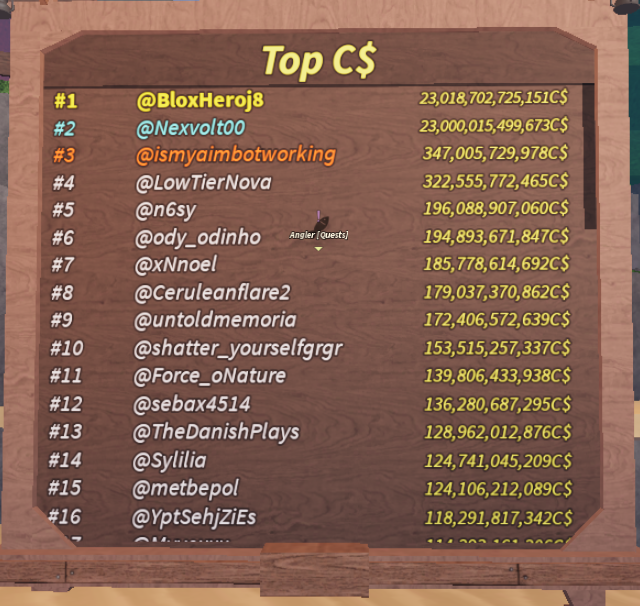 Top C$
#1 @BloxHeroj8 23,018,702,725,151C$
#2 @Nexvolt00 23,000,015,499,673C$
#3 @ismyaimbotworking 347,005,729,978C$
#4 @LowTierNova 322,555,772,465C$
#5 @n6sy 196,088,907,060C$
#6 @ody_odinho 194,893,671,847C$
Angler [Quests]
#7 @xNnoel 185,778,614,692C$
#8 @Ceruleanflare2 179,037,370,862C$
#9 @untoldmemoria 172,406,572,639C$
#10 @shatter_yourselfgrgr 153,515,257,337C$
#11 @Force_oNature 139,806,433,938C$
#12 @sebax4514 136,280,687,295C$
#13 @TheDanishPlays 128,962,012,876C$
#14 @Sylilia 124,741,045,209C$
#15 @metbepol 124,106,212,089C$
#16 @YptSehjZiEs 118,291,817,342C$